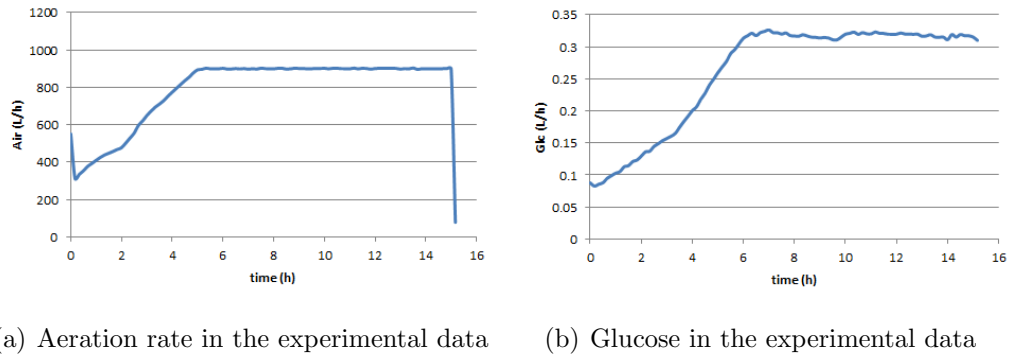 1200
1000
800
600
400
200
0
0 2 4 6 8 10 12 14 16
Air (L/h)
time (h)
0.35
0.3
0.25
0.2
0.15
0.1
0.05
0
0 2 4 6 8 10 12 14 16
Glc (L/h)
time (h)
a) Aeration rate in the experimental data
(b) Glucose in the experimental data